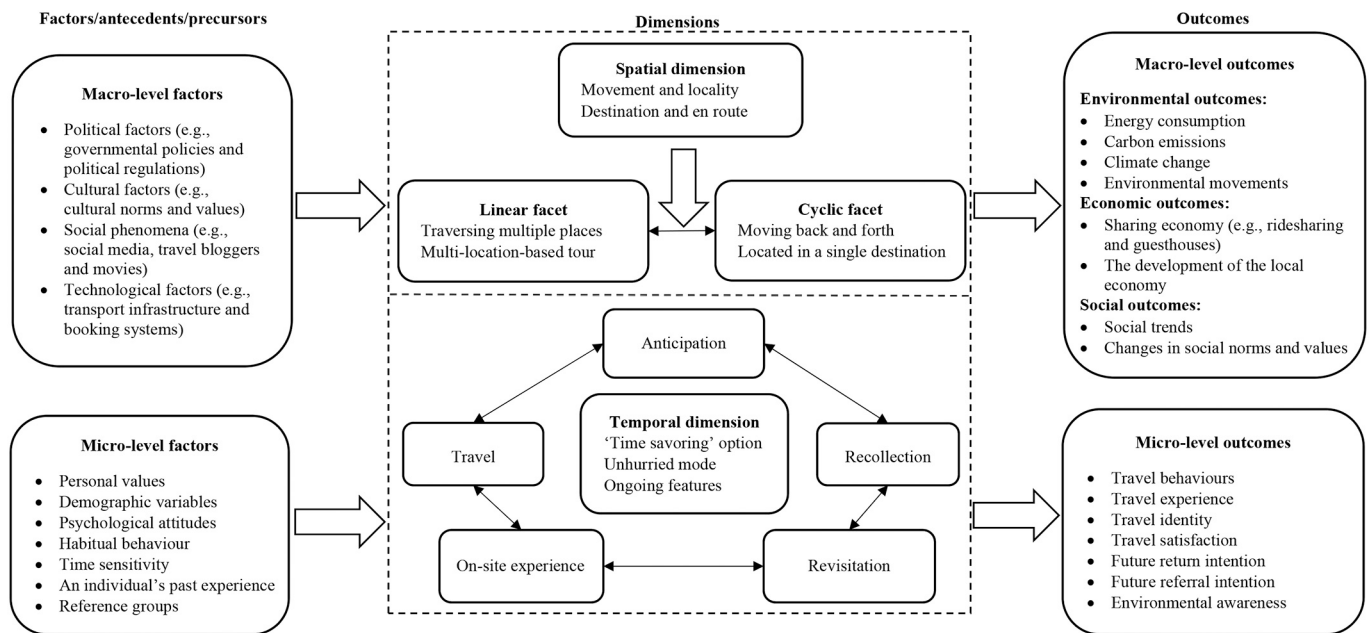 Factors/antecedents/precursors
Macro-level factors
• Political factors (e.g.,
governmental policies and
political regulations)
• Cultural factors (e.g.,
cultural norms and values)
• Social phenomena (e.g.,
social media, travel bloggers
and movies)
• Technological factors (e.g.,
transport infrastructure and
booking systems)
Micro-level factors
• Personal values
• Demographic variables
• Psychological attitudes
• Habitual behaviour
• Time sensitivity
• An individual’s past experience
• Reference groups
Dimensions
Spatial dimension
Movement and locality
Destination and en route
Linear facet
Traversing multiple places
Multi-location-based tour
Cyclic facet
Moving back and forth
Located in a single destination
Anticipation
Travel
Temporal dimension
‘Time savoring’ option
Unhurried mode
Ongoing features
Recollection
On-site experience
Revisitation
Outcomes
Macro-level outcomes
Environmental outcomes:
• Energy consumption
• Carbon emissions
• Climate change
• Environmental movements
Economic outcomes:
• Sharing economy (e.g., ridesharing
and guesthouses)
• The development of the local
economy
Social outcomes:
• Social trends
• Changes in social norms and values
Micro-level outcomes
• Travel behaviours
• Travel experience
• Travel identity
• Travel satisfaction
• Future return intention
• Future referral intention
• Environmental awareness